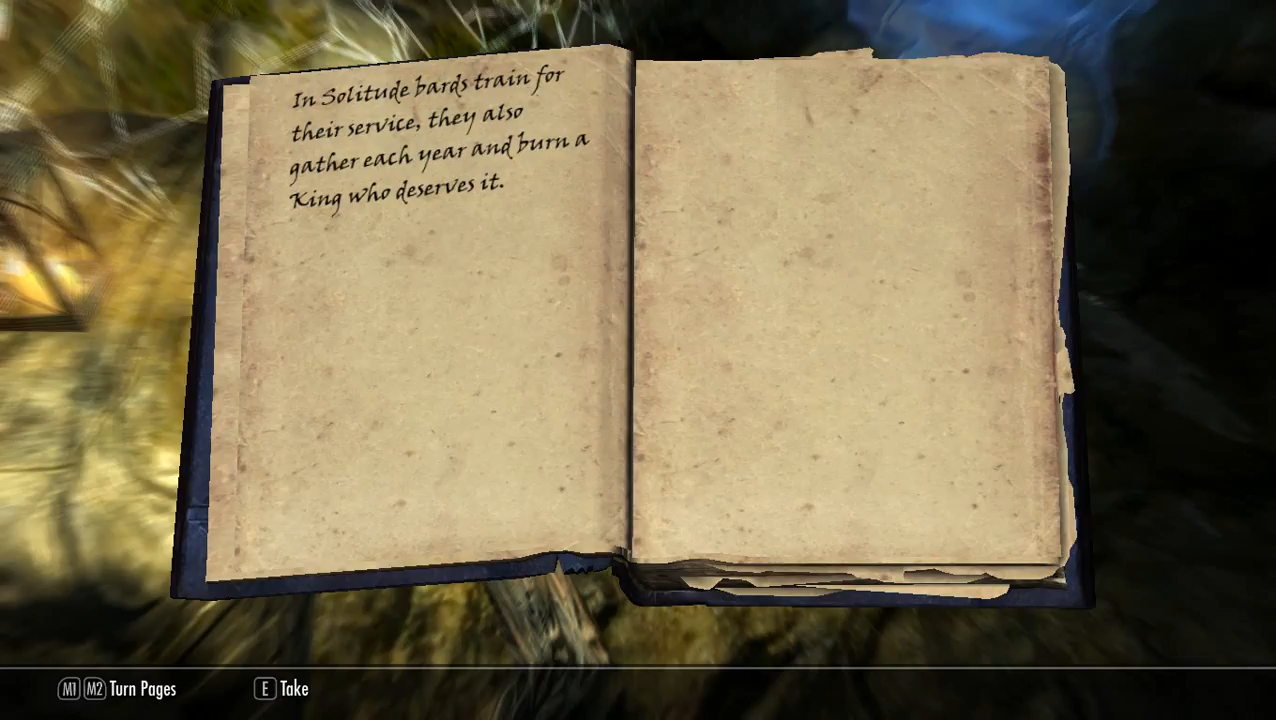 In Solitude bards train for
their service, they also
gather each year and burn a
King who deserves it.
M1 M2 Turn Pages E Take